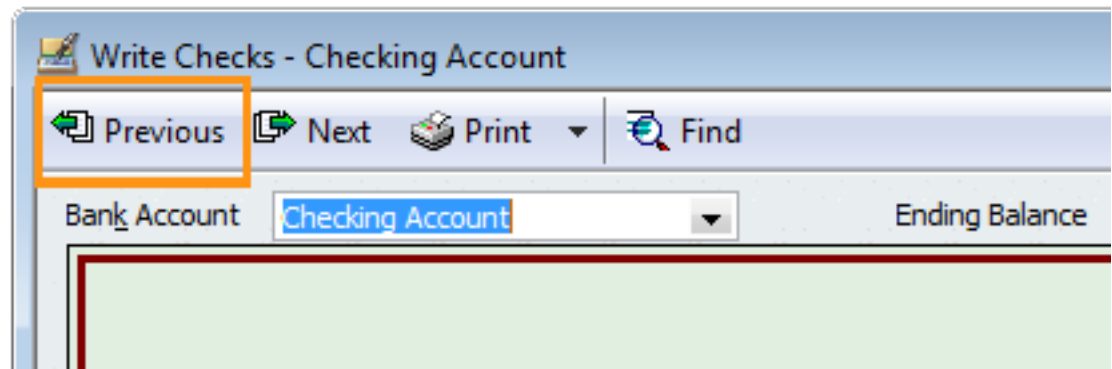 Write Checks - Checking Account
Previous Next Print Find
Bank Account Checking Account Ending Balance